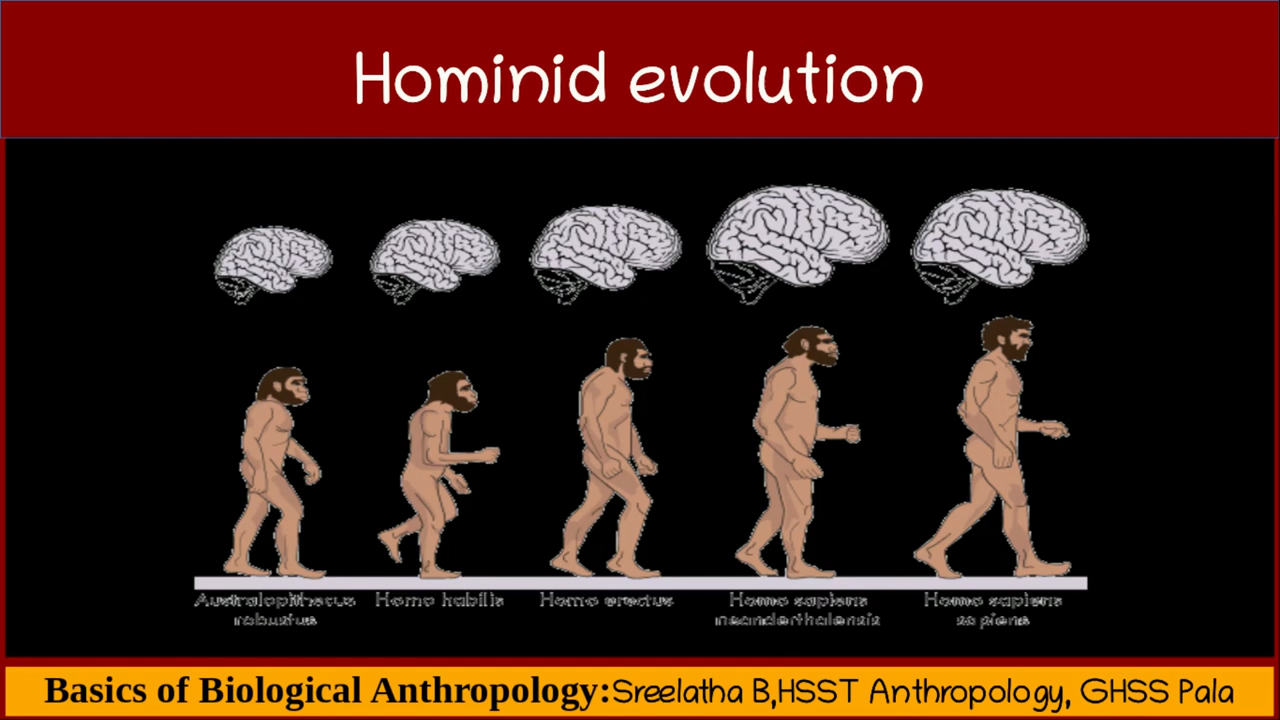 Hominid evolution
Australopithecus Homo habilis Homo erectus Homo sapiens Homo sapiens
robustus neanderthalensis sapiens
Basics of Biological Anthropology:Sreelatha B,HSST Anthropology, GHSS Pala